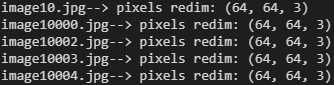 image10.jpg--> pixels redim: (64, 64, 3)
image10000.jpg--> pixels redim: (64, 64, 3)
image10002.jpg--> pixels redim: (64, 64, 3)
image10003.jpg--> pixels redim: (64, 64, 3)
image10004.jpg--> pixels redim: (64, 64, 3)